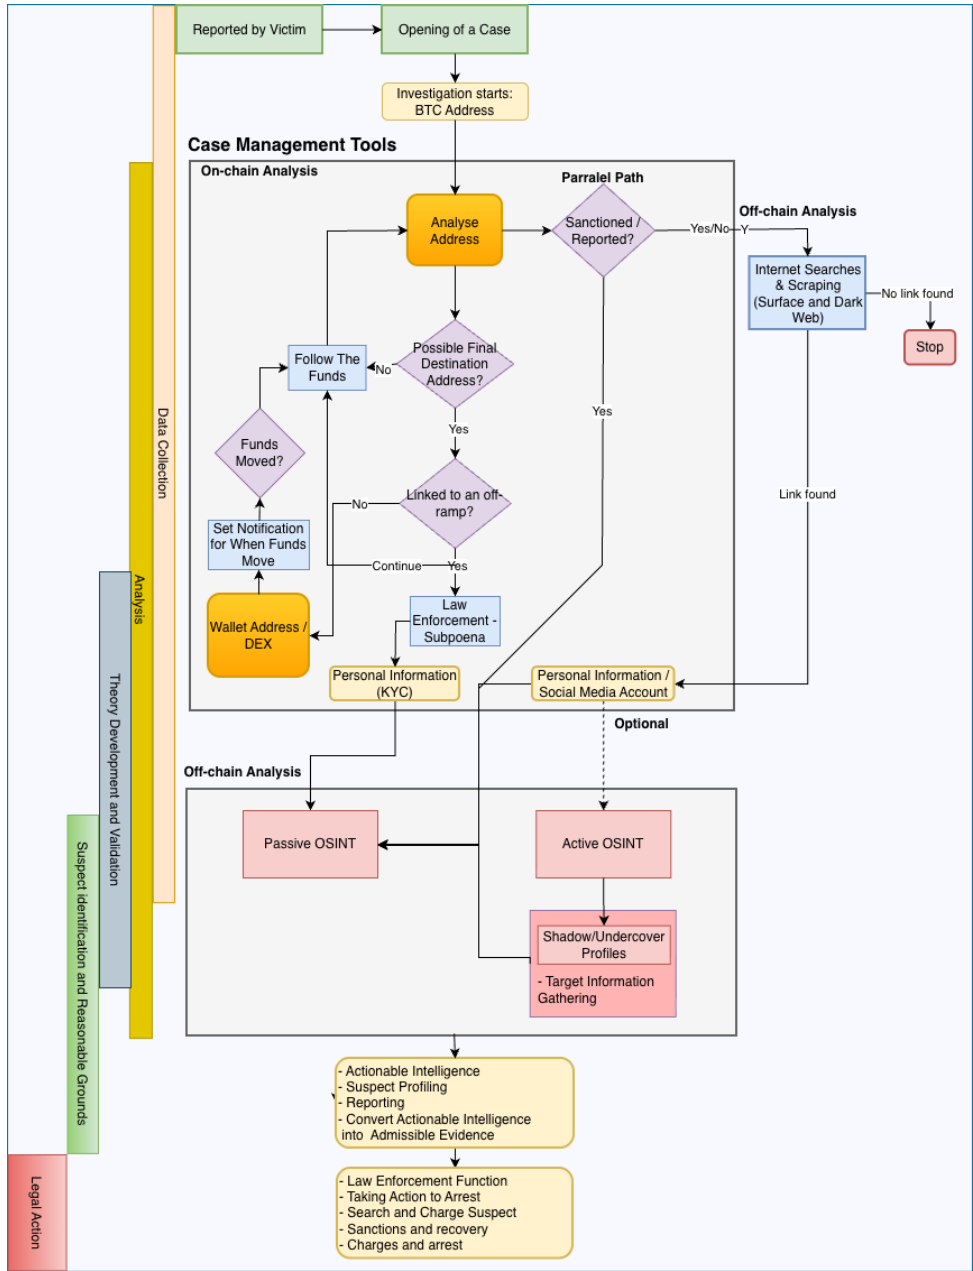 Reported by Victim
Opening of a Case
Investigation starts:
BTC Address
Case Management Tools
On-chain Analysis
Parralel Path
Analyse
Address
Sanctioned /
Reported?
Yes/No
Y
Off-chain Analysis
Internet Searches
& Scraping
(Surface and Dark
Web)
No link found
Stop
Follow The
Funds
No
Possible Final
Destination
Address?
Yes
Yes
Funds
Moved?
Linked to an off-
ramp?
No
Link found
Set Notification
for When Funds
Move
Continue
Yes
Wallet Address /
DEX
Law
Enforcement -
Subpoena
Personal Information
(KYC)
Personal Information /
Social Media Account
Optional
Off-chain Analysis
Passive OSINT
Active OSINT
Shadow/Undercover
Profiles
- Target Information
Gathering
- Actionable Intelligence
- Suspect Profiling
- Reporting
- Convert Actionable Intelligence
into Admissible Evidence
- Law Enforcement Function
- Taking Action to Arrest
- Search and Charge Suspect
- Sanctions and recovery
- Charges and arrest
Data Collection
Analysis
Theory Development and Validation
Suspect identification and Reasonable Grounds
Legal Action